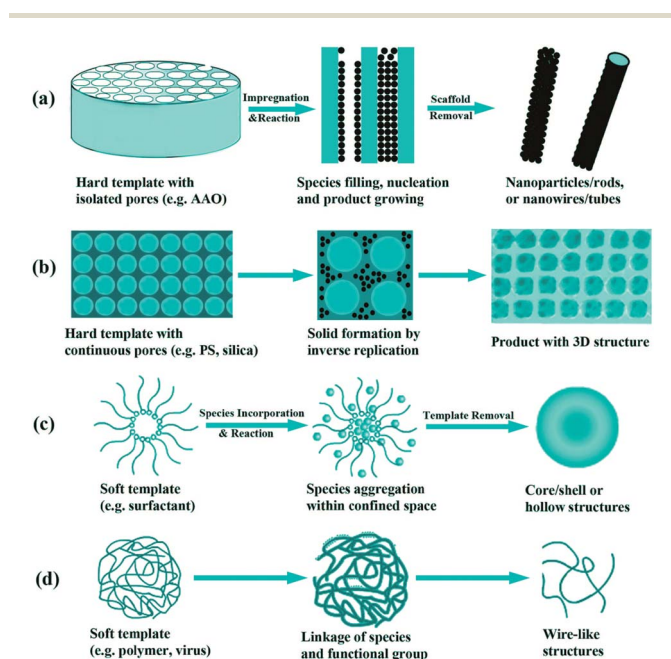 (a)
Impregnation
&Reaction
Scaffold
Removal
Hard template with
isolated pores (e.g. AAO)
Species filling, nucleation
and product growing
Nanoparticles/rods,
or nanowires/tubes
(b)
Hard template with
continuous pores (e.g. PS, silica)
Solid formation by
inverse replication
Product with 3D structure
(c)
Species Incorporation
& Reaction
Template Removal
Soft template
(e.g. surfactant)
Species aggregation
within confined space
Core/shell or
hollow structures
(d)
Soft template
(e.g. polymer, virus)
Linkage of species
and functional group
Wire-like
structures